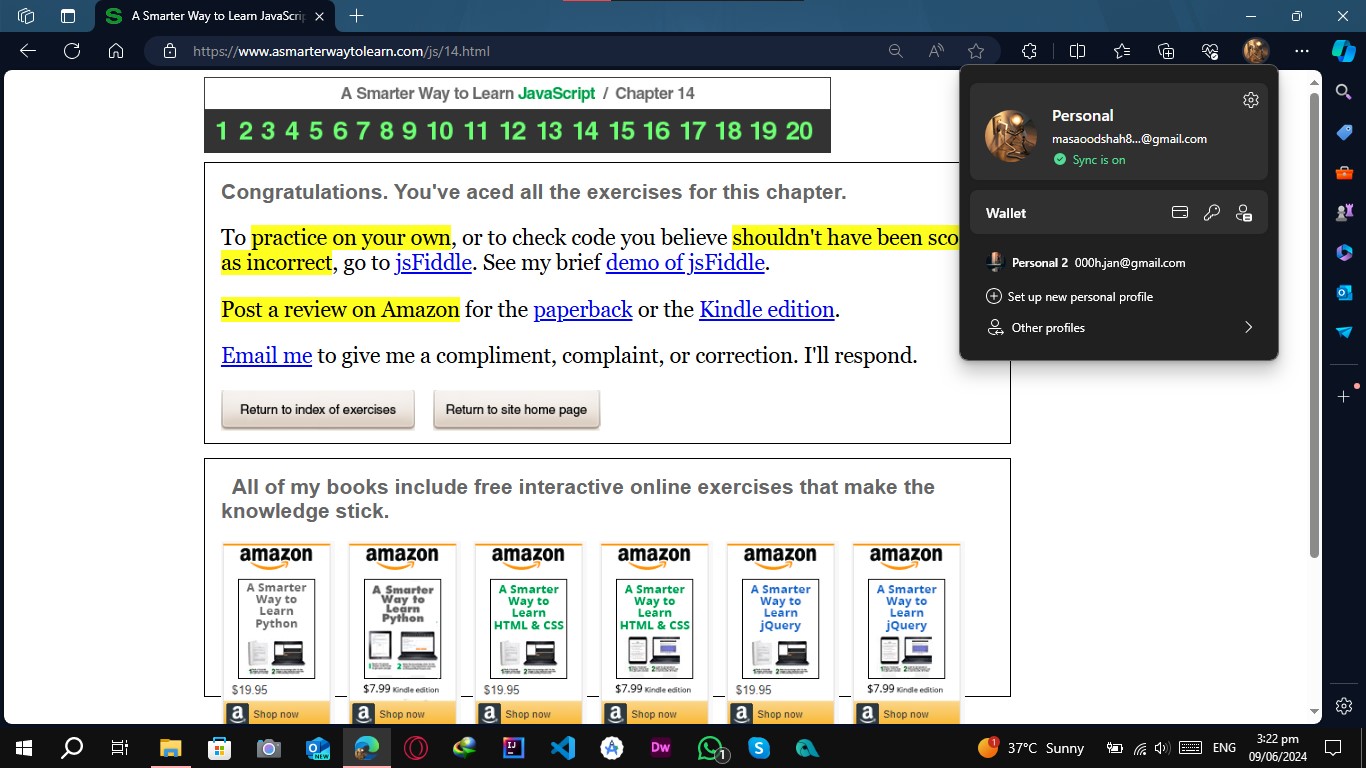 A Smarter Way to Learn JavaScrip
https://www.asmarterwaytolearn.com/js/14.html
A Smarter Way to Learn JavaScript / Chapter 14
1 2 3 4 5 6 7 8 9 10 11 12 13 14 15 16 17 18 19 20
Congratulations. You've aced all the exercises for this chapter.
To practice on your own, or to check code you believe shouldn't have been sco
as incorrect, go to jsFiddle. See my brief demo of jsFiddle.
Post a review on Amazon for the paperback or the Kindle edition.
Email me to give me a compliment, complaint, or correction. I'll respond.
Return to index of exercises Return to site home page
Personal
masaoodshah8...@gmail.com
Sync is on
Wallet
Personal 2 000h.jan@gmail.com
Set up new personal profile
Other profiles
All of my books include free interactive online exercises that make the
knowledge stick.
amazon amazon amazon amazon amazon amazon
A Smarter Way to Learn Python
A Smarter Way to Learn Python
A Smarter Way to Learn HTML & CSS
A Smarter Way to Learn HTML & CSS
A Smarter Way to Learn jQuery
A Smarter Way to Learn jQuery
$19.95 $7.99 Kindle edition $19.95 $7.99 Kindle edition $19.95 $7.99 Kindle edition
Shop now Shop now Shop now Shop now Shop now Shop now
NEW
IJ
Dw
1
1
37°C Sunny
ENG
3:22 pm
09/06/2024